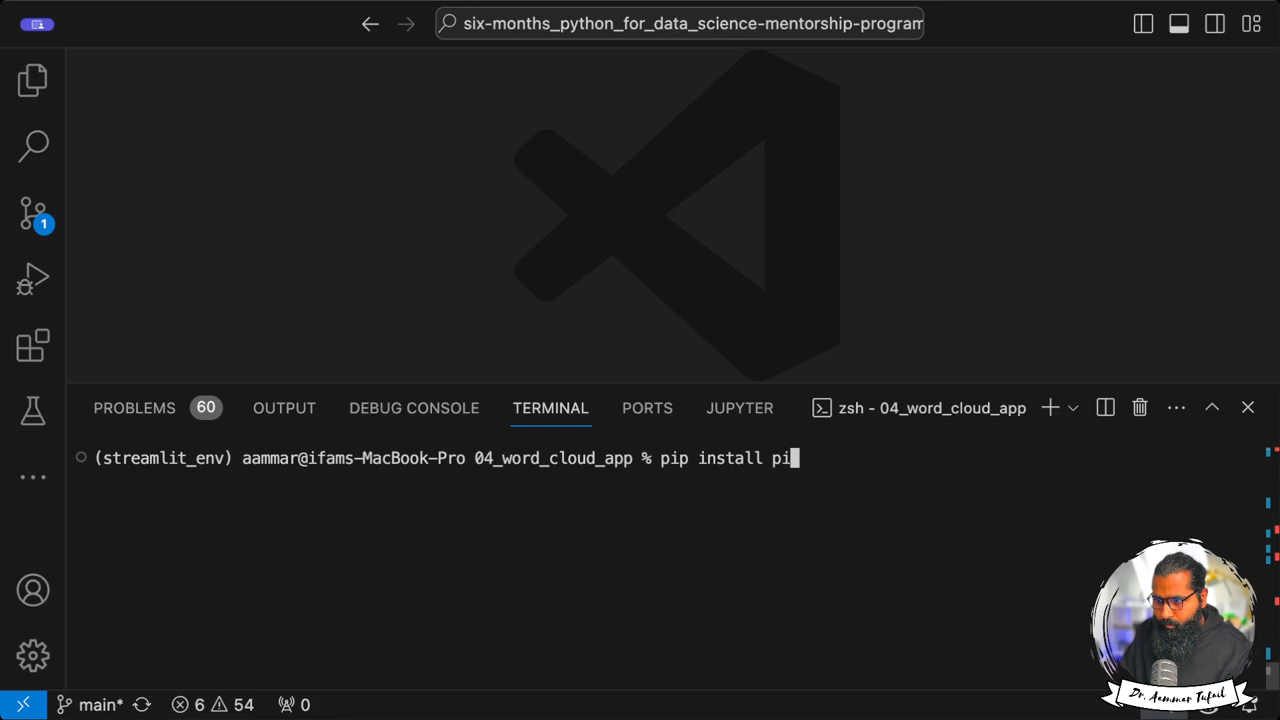 six-months_python_for_data_science-mentorship-program
1
PROBLEMS 60 OUTPUT DEBUG CONSOLE TERMINAL PORTS JUPYTER zsh - 04_word_cloud_app
(streamlit_env) aammar@ifams-MacBook-Pro 04_word_cloud_app % pip install pi
Dr. Aammar Tufail
main* 6 54 0